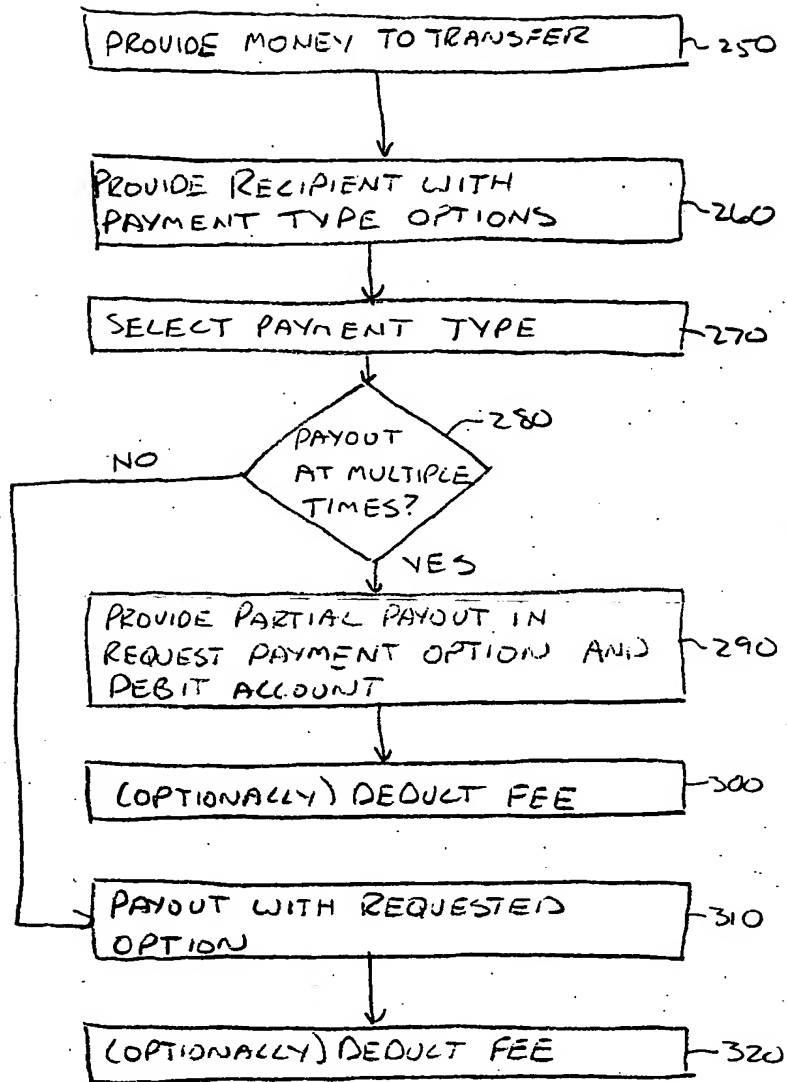 PROVIDE MONEY TO TRANSFER
250
PROVIDE RECIPIENT WITH
PAYMENT TYPE OPTIONS
260
SELECT PAYMENT TYPE
270
280
PAYOUT
AT MULTIPLE
TIMES?
NO
YES
PROVIDE PARTIAL PAYOUT IN
REQUEST PAYMENT OPTION AND
DEBIT ACCOUNT
290
(OPTIONALLY) DEDUCT FEE
300
PAYOUT WITH REQUESTED
OPTION
310
(OPTIONALLY) DEDUCT FEE
320